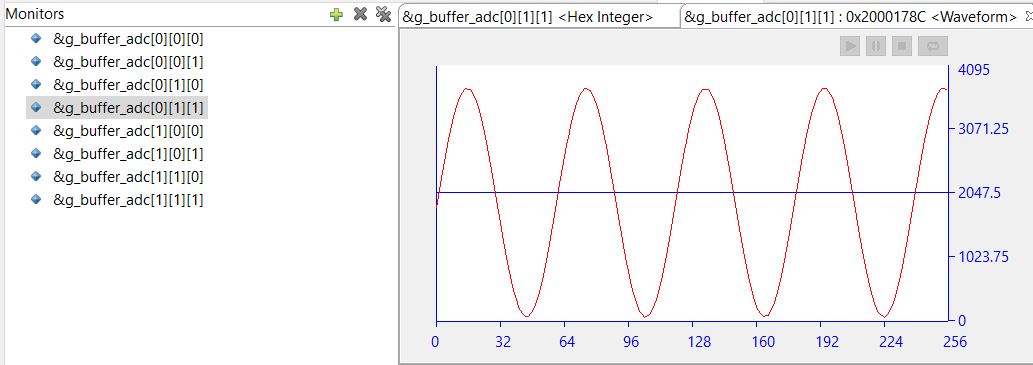 Monitors
&g_buffer_adc[0][0][0]
&g_buffer_adc[0][0][1]
&g_buffer_adc[0][1][0]
&g_buffer_adc[0][1][1]
&g_buffer_adc[1][0][0]
&g_buffer_adc[1][0][1]
&g_buffer_adc[1][1][0]
&g_buffer_adc[1][1][1]
&g_buffer_adc[0][1][1] <Hex Integer>
&g_buffer_adc[0][1][1] : 0x2000178C <Waveform>
4095
3071.25
2047.5
1023.75
0
0 32 64 96 128 160 192 224 256